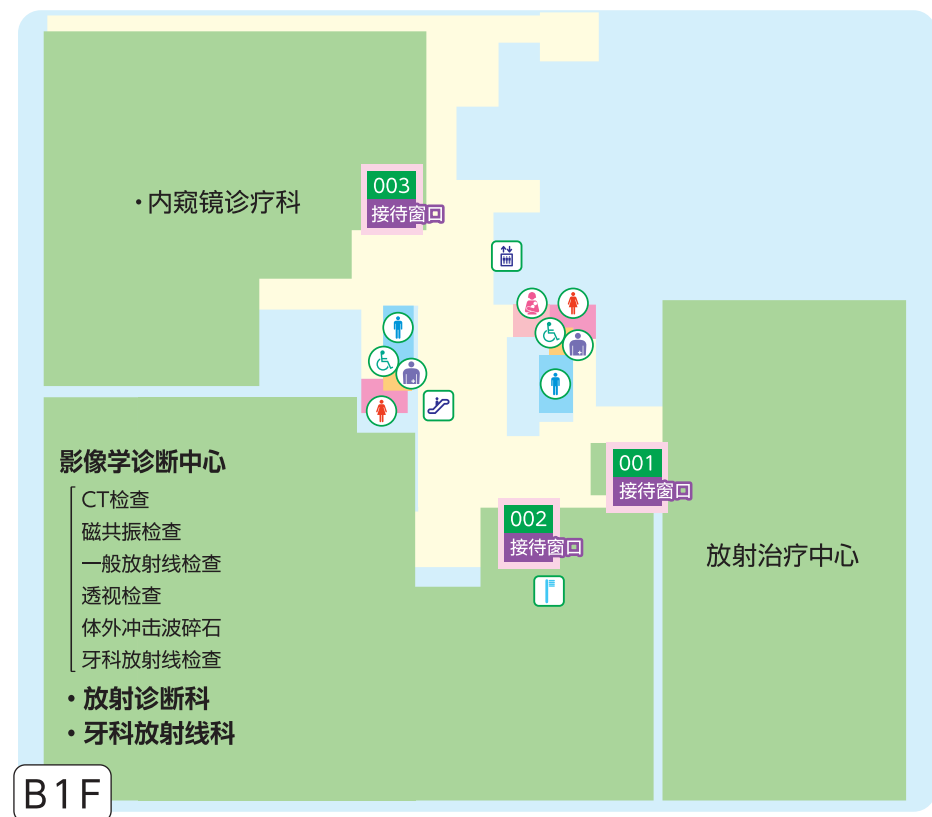 003
接待窗口
・内窥镜诊疗科
001
接待窗口
002
接待窗口
影像学诊断中心
CT检查
磁共振检查
一般放射线检查
透视检查
体外冲击波碎石
牙科放射线检查
・放射诊断科
・牙科放射线科
放射治疗中心
B1F